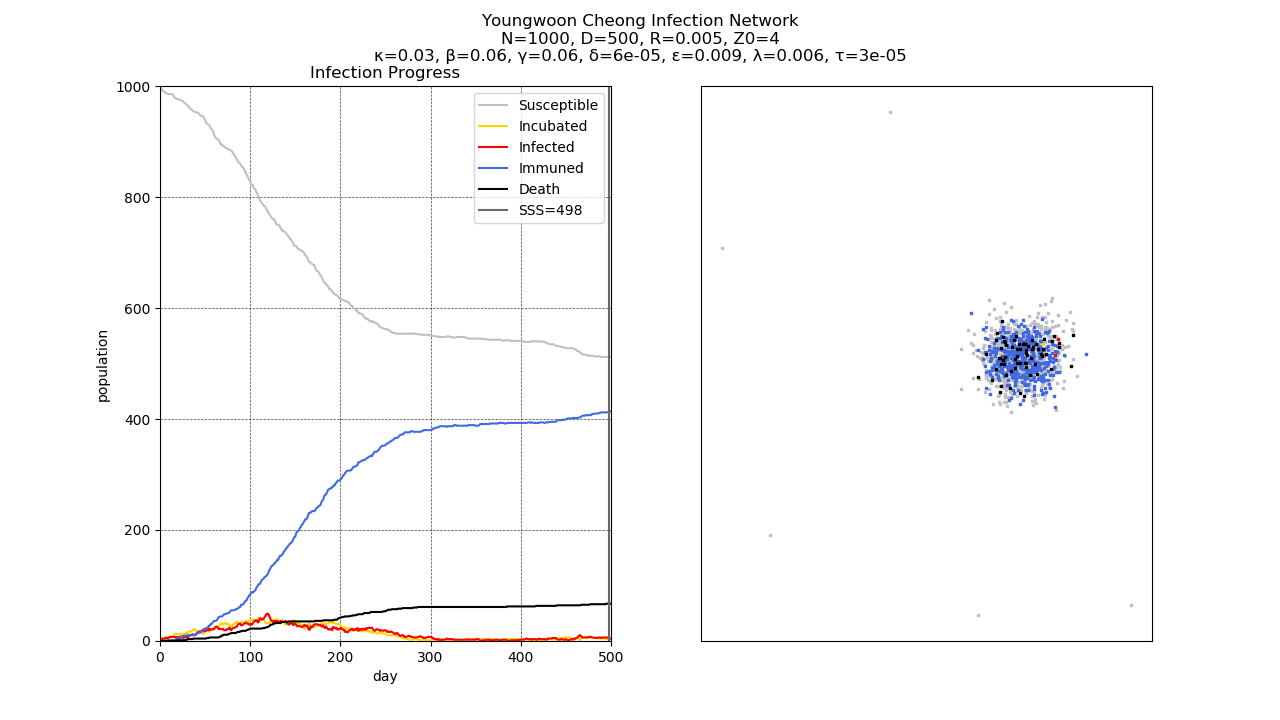 Youngwoon Cheong Infection Network
N=1000, D=500, R=0.005, Z0=4
κ=0.03, β=0.06, γ=0.06, δ=6e-05, ε=0.009, λ=0.006, τ=3e-05
Infection Progress
1000
800
600
400
200
0
population
Susceptible
Incubated
Infected
Immuned
Death
SSS=498
0 100 200 300 400 500
day